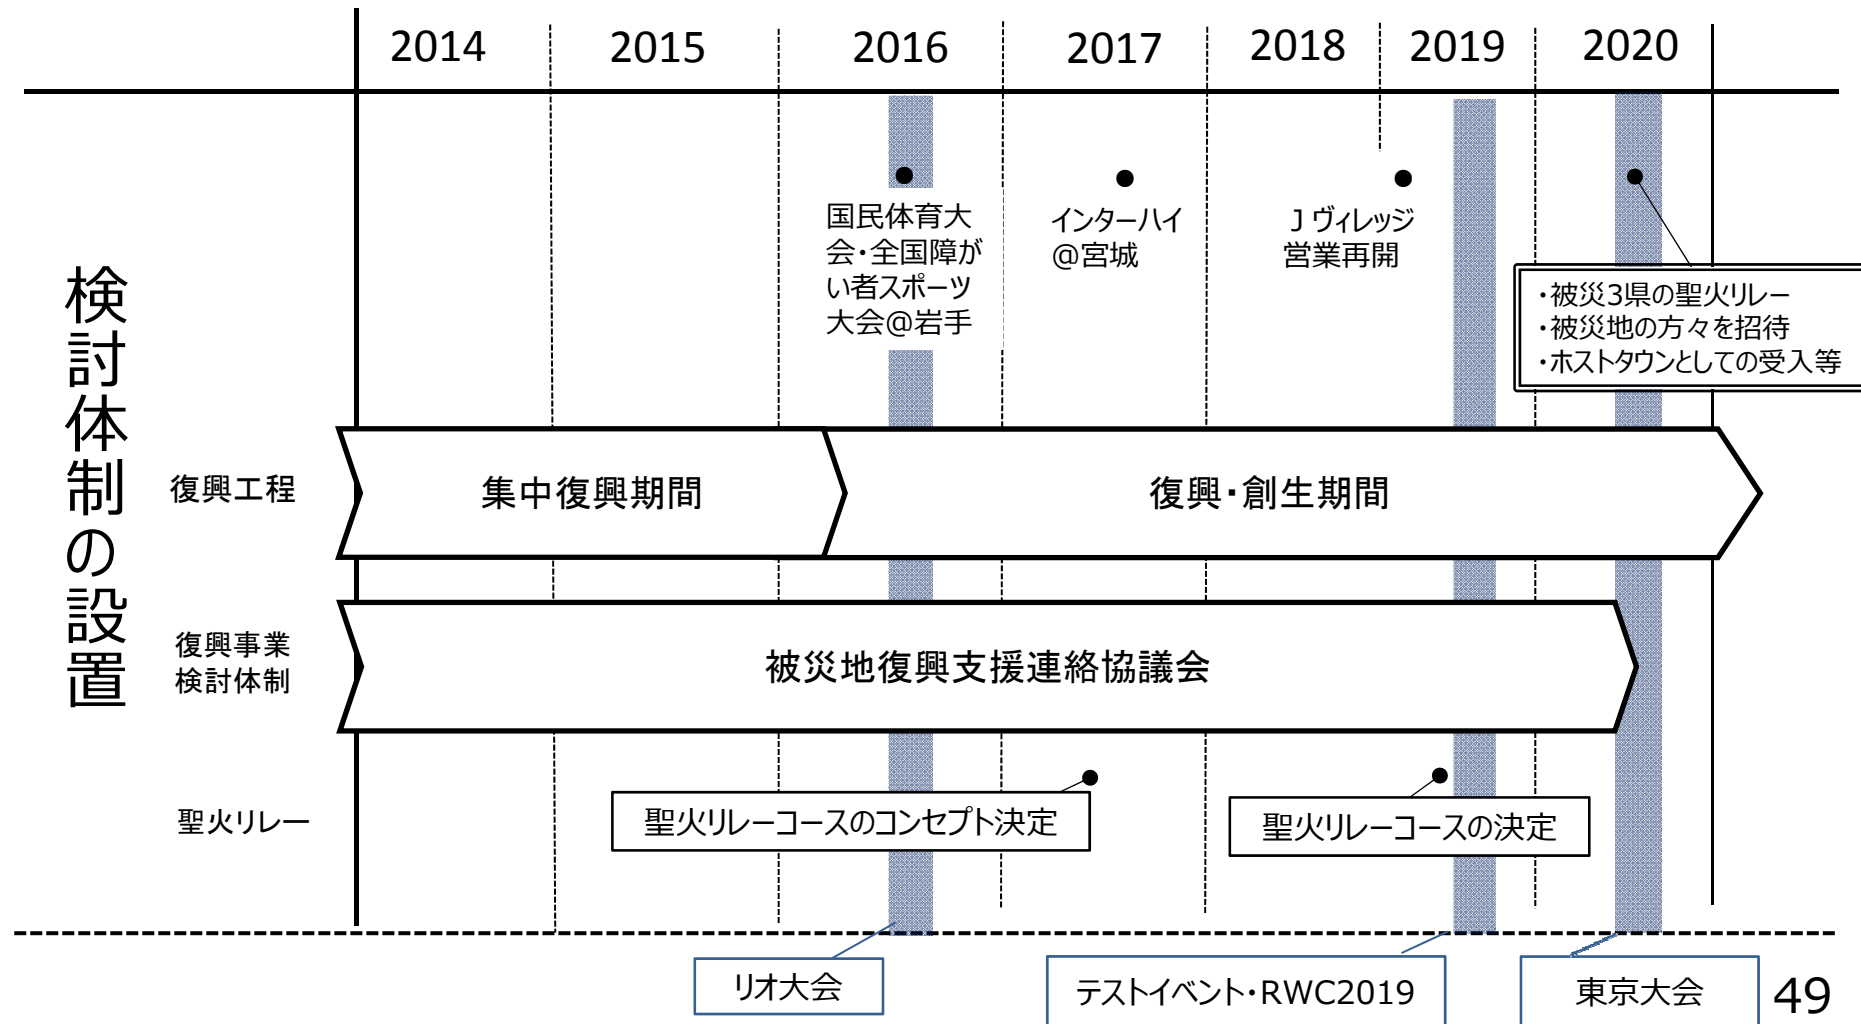 2014 2015 2016 2017 2018 2019 2020
検討体制の設置
国民体育大
会・全国障が
い者スポーツ
大会@岩手
インターハイ
@宮城
Jヴィレッジ
営業再開
・被災3県の聖火リレー
・被災地の方々を招待
・ホストタウンとしての受入等
復興工程
集中復興期間
復興・創生期間
復興事業
検討体制
被災地復興支援連絡協議会
聖火リレー
聖火リレーコースのコンセプト決定
聖火リレーコースの決定
リオ大会
テストイベント・RWC2019
東京大会
49